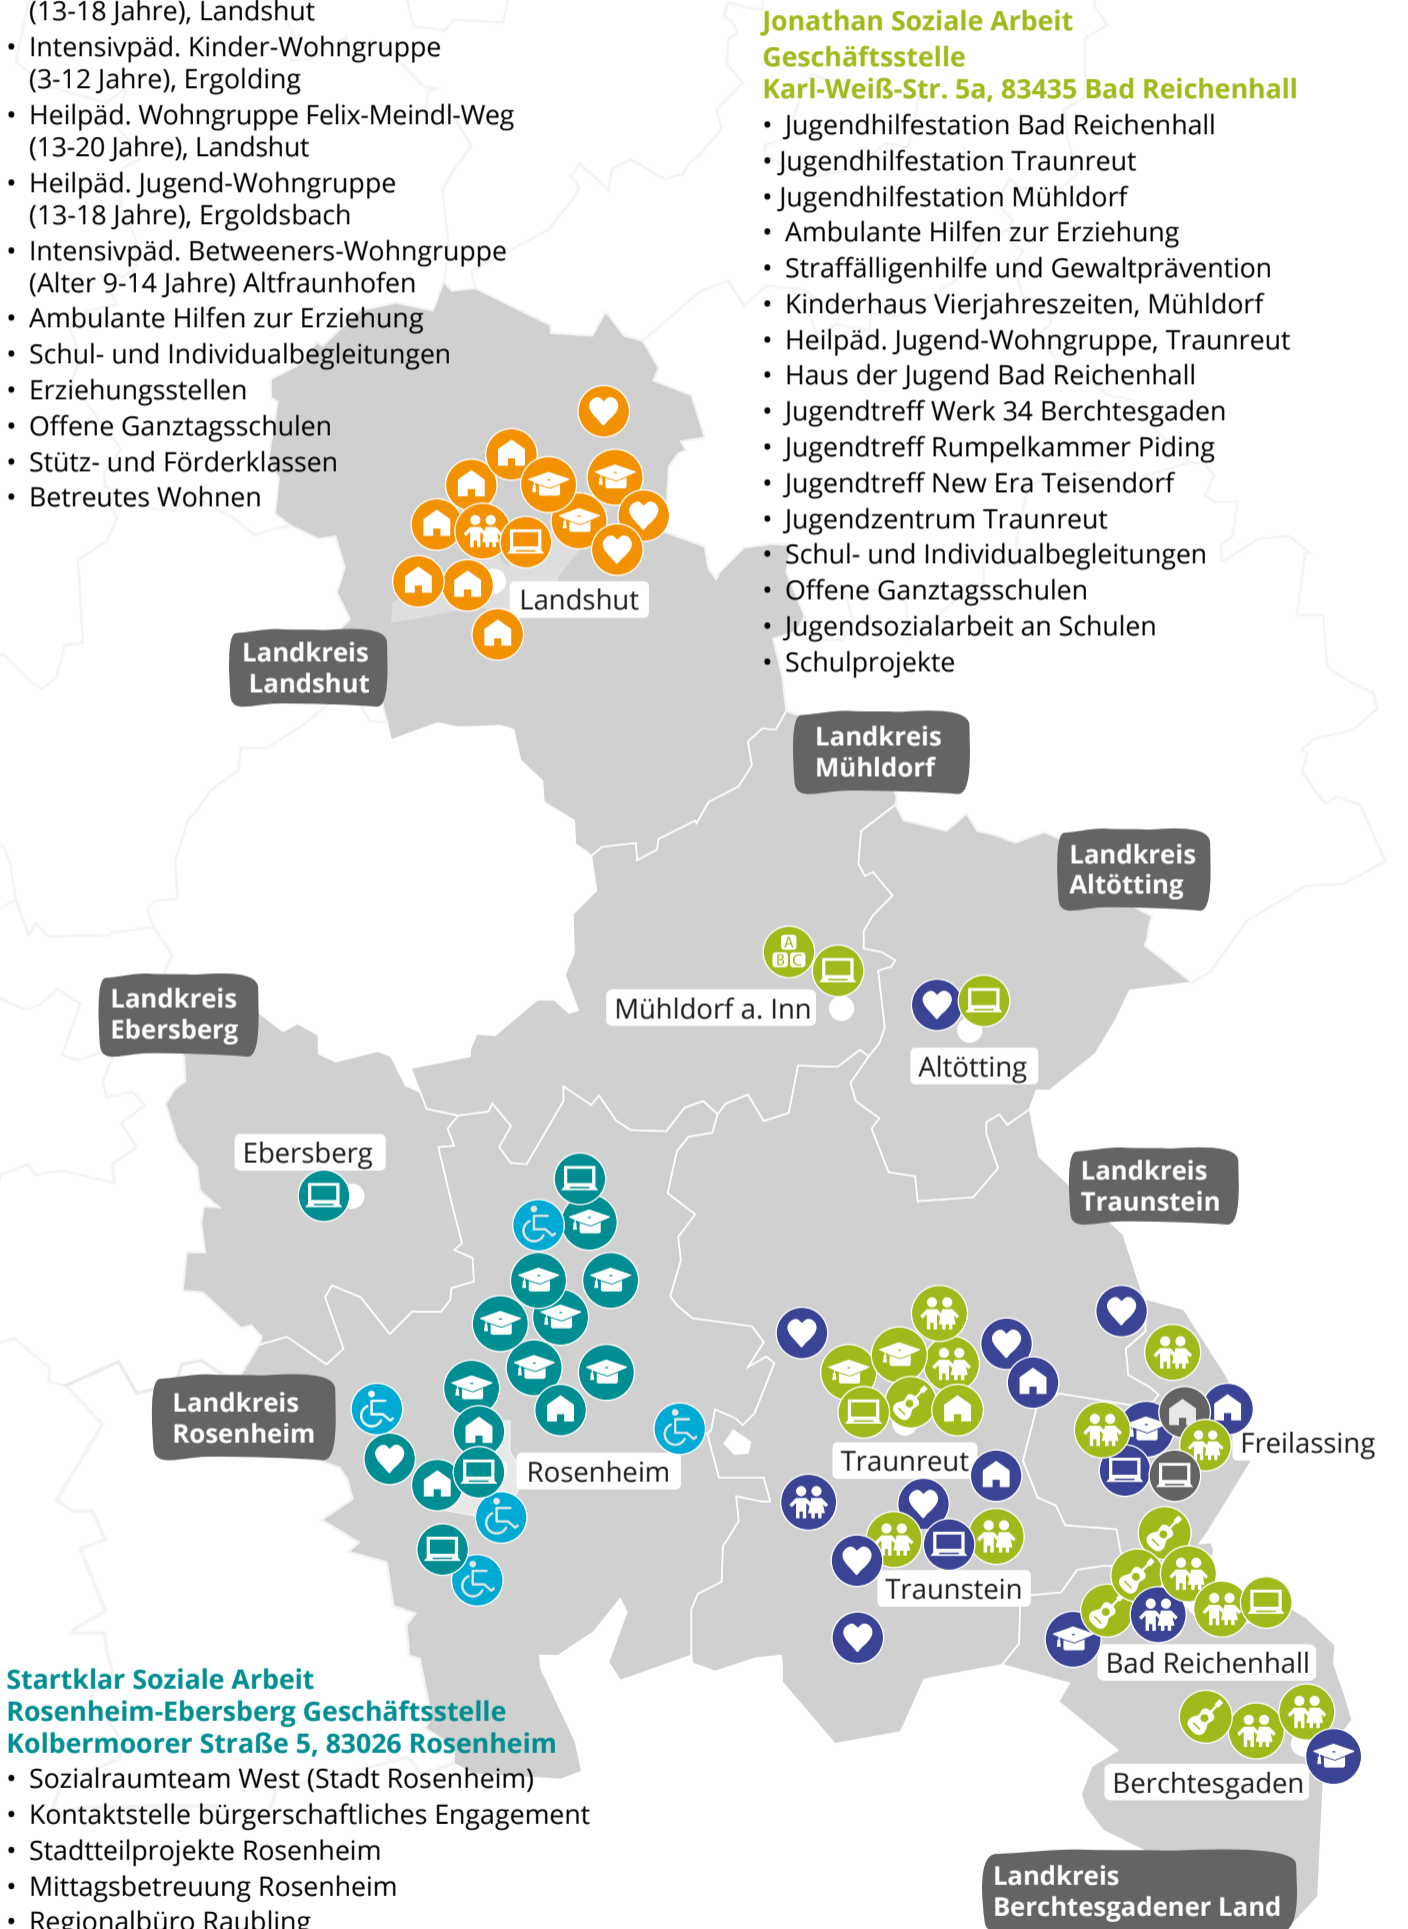 (13-18 Jahre), Landshut
• Intensivpäd. Kinder-Wohngruppe
(3-12 Jahre), Ergolding
• Heilpäd. Wohngruppe Felix-Meindl-Weg
(13-20 Jahre), Landshut
• Heilpäd. Jugend-Wohngruppe
(13-18 Jahre), Ergoldsbach
• Intensivpäd. Betweeners-Wohngruppe
(Alter 9-14 Jahre) Altfraunhofen
• Ambulante Hilfen zur Erziehung
• Schul- und Individualbegleitungen
• Erziehungsstellen
• Offene Ganztagsschulen
• Stütz- und Förderklassen
• Betreutes Wohnen
Jonathan Soziale Arbeit
Geschäftsstelle
Karl-Weiß-Str. 5a, 83435 Bad Reichenhall
• Jugendhilfestation Bad Reichenhall
• Jugendhilfestation Traunreut
• Jugendhilfestation Mühldorf
• Ambulante Hilfen zur Erziehung
• Straffälligenhilfe und Gewaltprävention
• Kinderhaus Vierjahreszeiten, Mühldorf
• Heilpäd. Jugend-Wohngruppe, Traunreut
• Haus der Jugend Bad Reichenhall
• Jugendtreff Werk 34 Berchtesgaden
• Jugendtreff Rumpelkammer Piding
• Jugendtreff New Era Teisendorf
• Jugendzentrum Traunreut
• Schul- und Individualbegleitungen
• Offene Ganztagsschulen
• Jugendsozialarbeit an Schulen
• Schulprojekte
Landshut
Landkreis
Landshut
Landkreis
Mühldorf
Landkreis
Altötting
A
B C
Mühldorf a. Inn
Altötting
Landkreis
Ebersberg
Ebersberg
Landkreis
Traunstein
Landkreis
Rosenheim
Rosenheim
Traunreut
Freilassing
Traunstein
Bad Reichenhall
Berchtesgaden
Landkreis
Berchtesgadener Land
Startklar Soziale Arbeit
Rosenheim-Ebersberg Geschäftsstelle
Kolbermoorer Straße 5, 83026 Rosenheim
• Sozialraumteam West (Stadt Rosenheim)
• Kontaktstelle bürgerschaftliches Engagement
• Stadtteilprojekte Rosenheim
• Mittagsbetreuung Rosenheim
• Regionalbüro Raubling